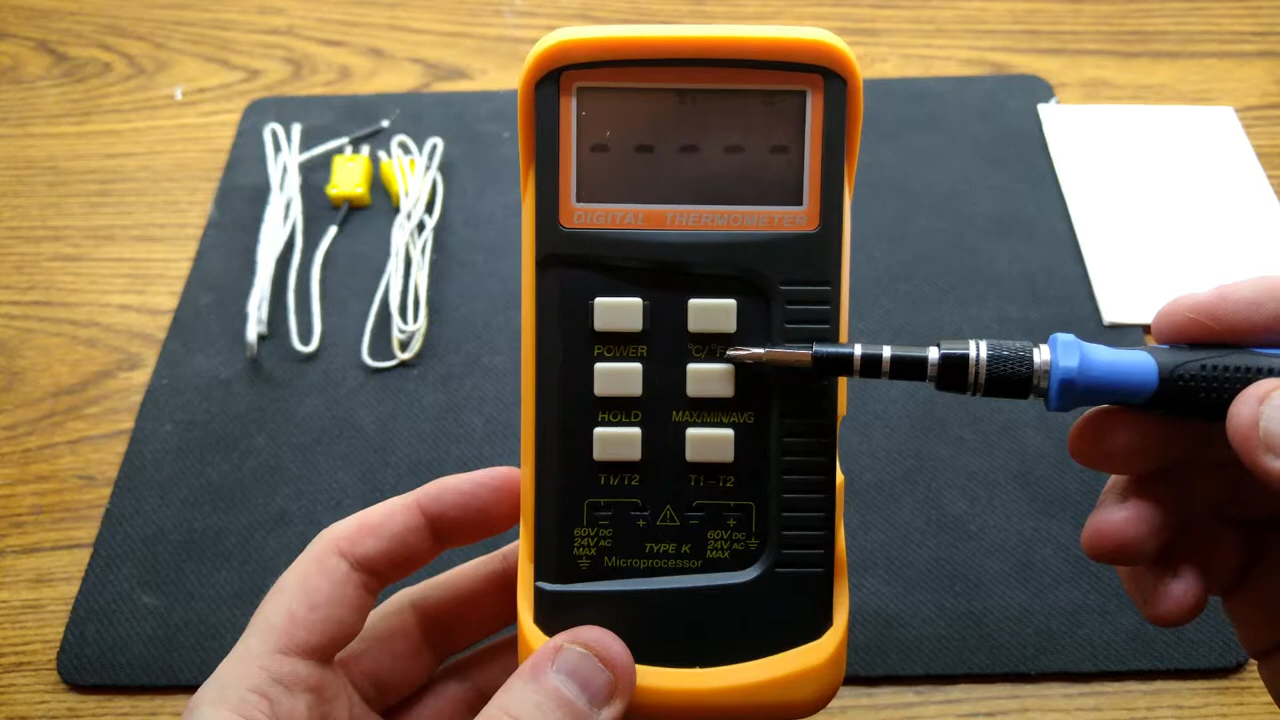 - - - - -
DIGITAL THERMOMETER
POWER
°C/°F
HOLD
MAX/MIN/AVG
T1/T2
T1-T2
- +
- +
60V DC
24V AC
MAX
60V DC
24V AC
MAX
TYPE K
Microprocessor